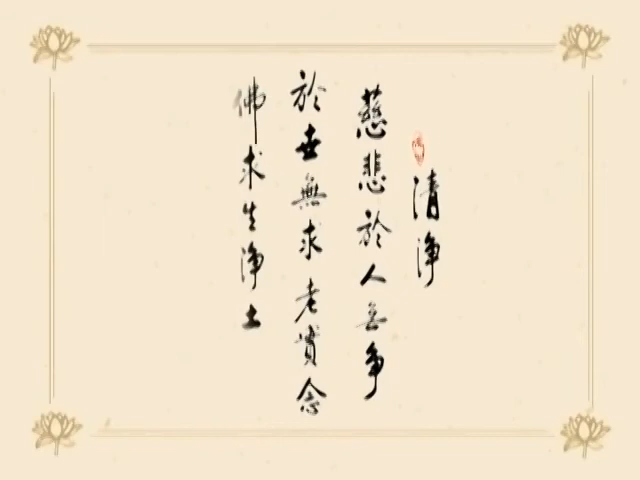 清淨
慈悲於人無爭
於世無求老實念
佛求生淨土